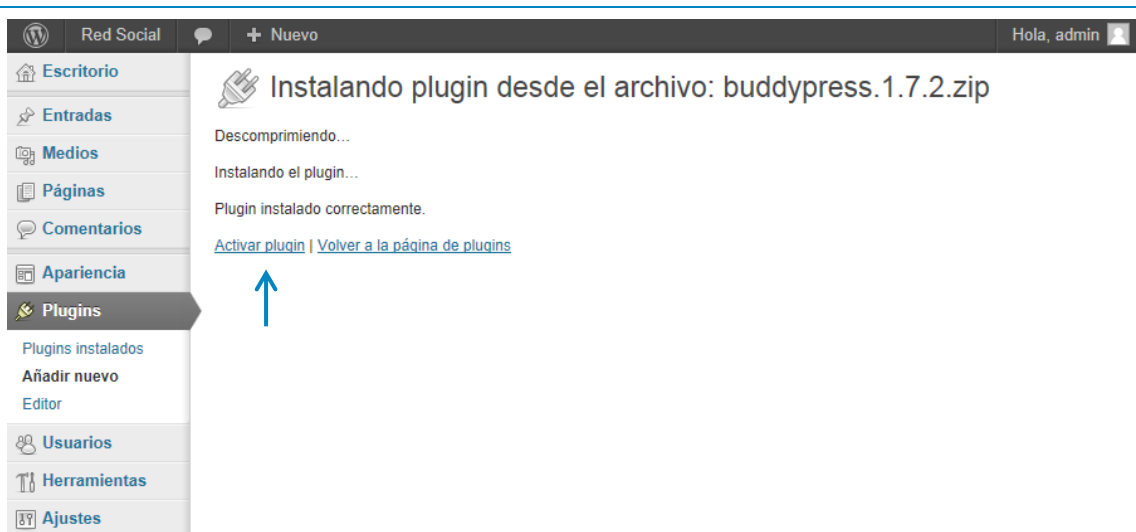 Red Social
Nuevo
Hola, admin
Escritorio
Entradas
Medios
Páginas
Comentarios
Apariencia
Plugins
Plugins instalados
Añadir nuevo
Editor
Usuarios
Herramientas
Ajustes
Instalando plugin desde el archivo: buddypress.1.7.2.zip
Descomprimiendo…
Instalando el plugin…
Plugin instalado correctamente.
Activar plugin | Volver a la página de plugins